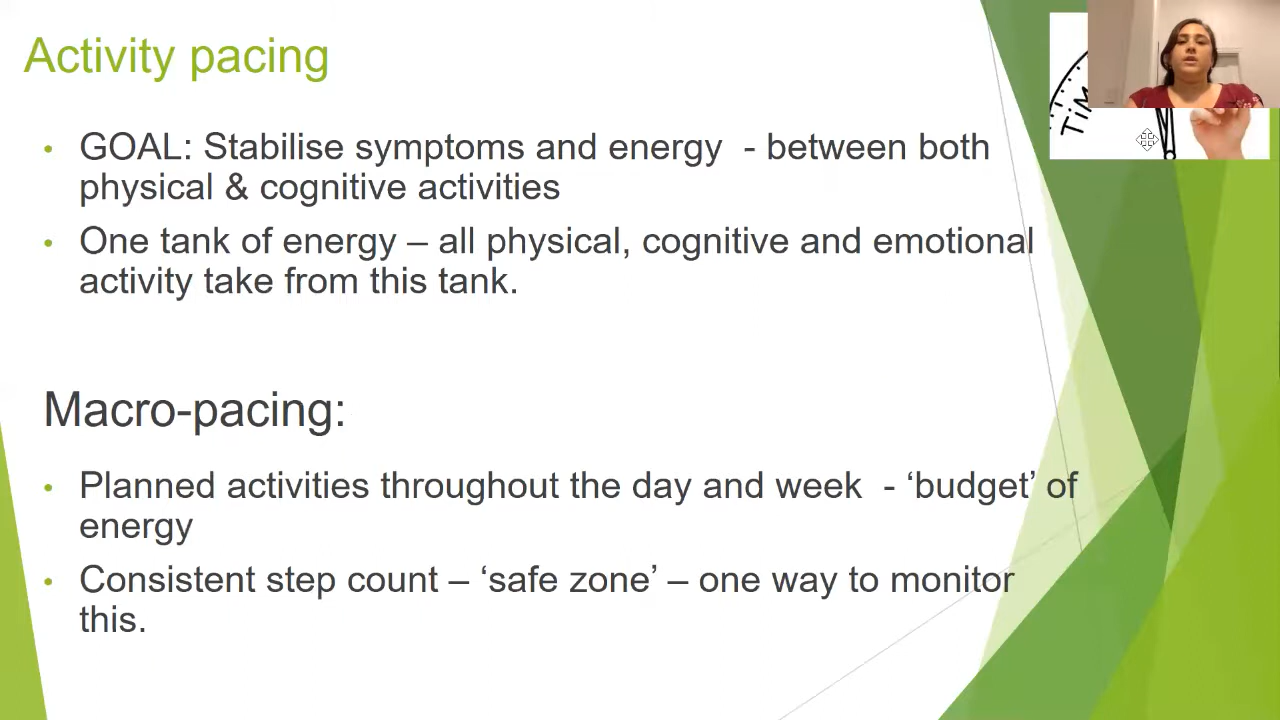 Activity pacing
• GOAL: Stabilise symptoms and energy - between both
physical & cognitive activities
• One tank of energy – all physical, cognitive and emotional
activity take from this tank.
Macro-pacing:
• Planned activities throughout the day and week - ‘budget’ of
energy
• Consistent step count – ‘safe zone’ – one way to monitor
this.
TiM